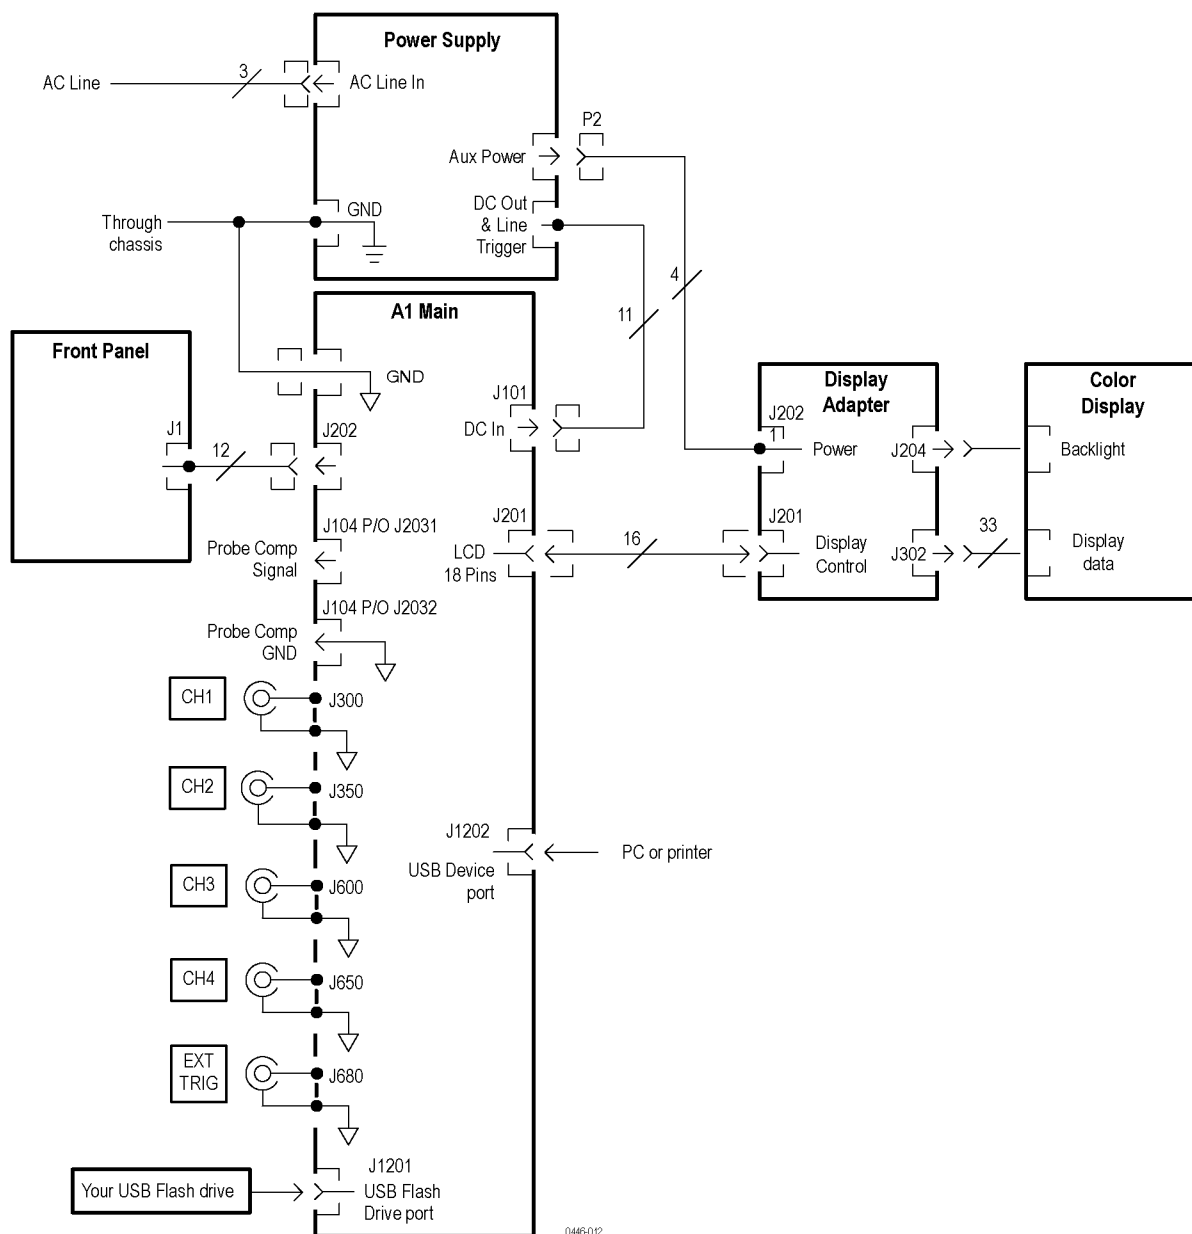 Power Supply
AC Line
3
AC Line In
P2
Aux Power
GND
DC Out
& Line
Trigger
Through
chassis
4
11
A1 Main
Front Panel
GND
J101
DC In
Display
Adapter
Color
Display
J1
12
J202
J202
1
Power
J204
Backlight
J104 P/O J2031
Probe Comp
Signal
J201
LCD
18 Pins
16
J201
Display
Control
J302
33
Display
data
J104 P/O J2032
Probe Comp
GND
CH1
J300
CH2
J350
J1202
USB Device
port
PC or printer
CH3
J600
CH4
J650
EXT
TRIG
J680
J1201
Your USB Flash drive
USB Flash
Drive port
0446-012